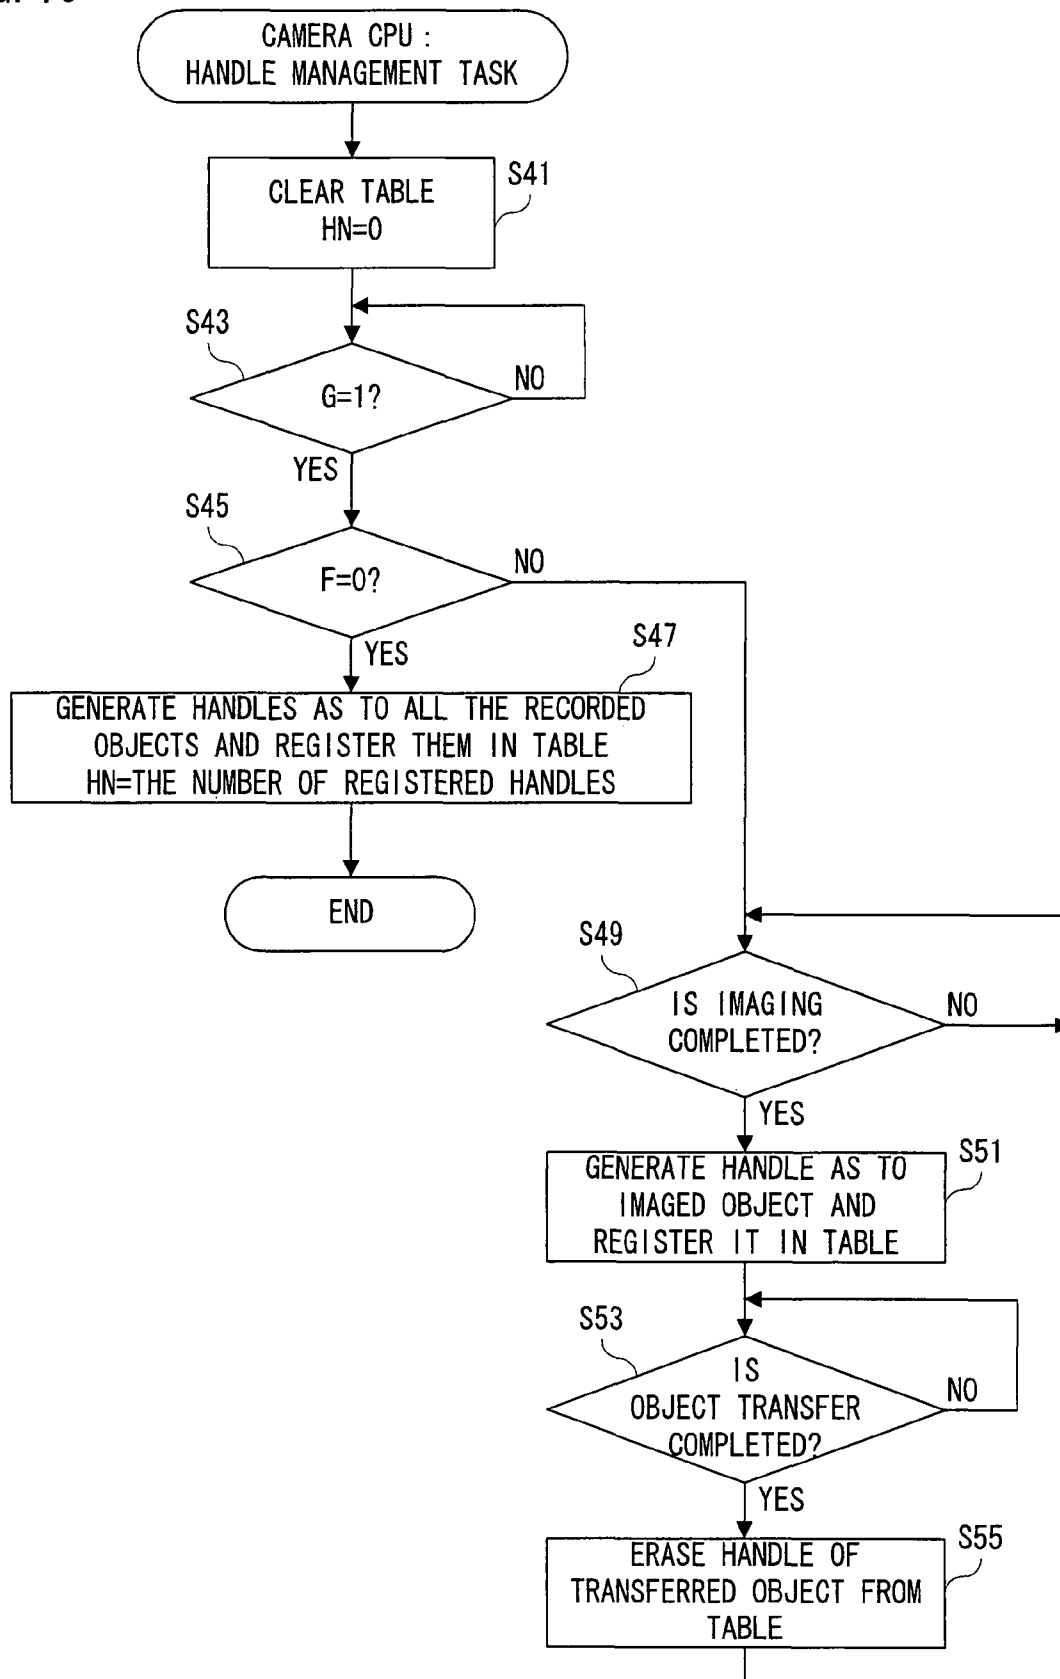 CAMERA CPU :
HANDLE MANAGEMENT TASK
CLEAR TABLE
HN=0
S41
S43
G=1?
NO
YES
S45
F=0?
NO
YES
S47
GENERATE HANDLES AS TO ALL THE RECORDED
OBJECTS AND REGISTER THEM IN TABLE
HN=THE NUMBER OF REGISTERED HANDLES
END
S49
IS IMAGING
COMPLETED?
NO
YES
S51
GENERATE HANDLE AS TO
IMAGED OBJECT AND
REGISTER IT IN TABLE
S53
IS
OBJECT TRANSFER
COMPLETED?
NO
YES
S55
ERASE HANDLE OF
TRANSFERRED OBJECT FROM
TABLE